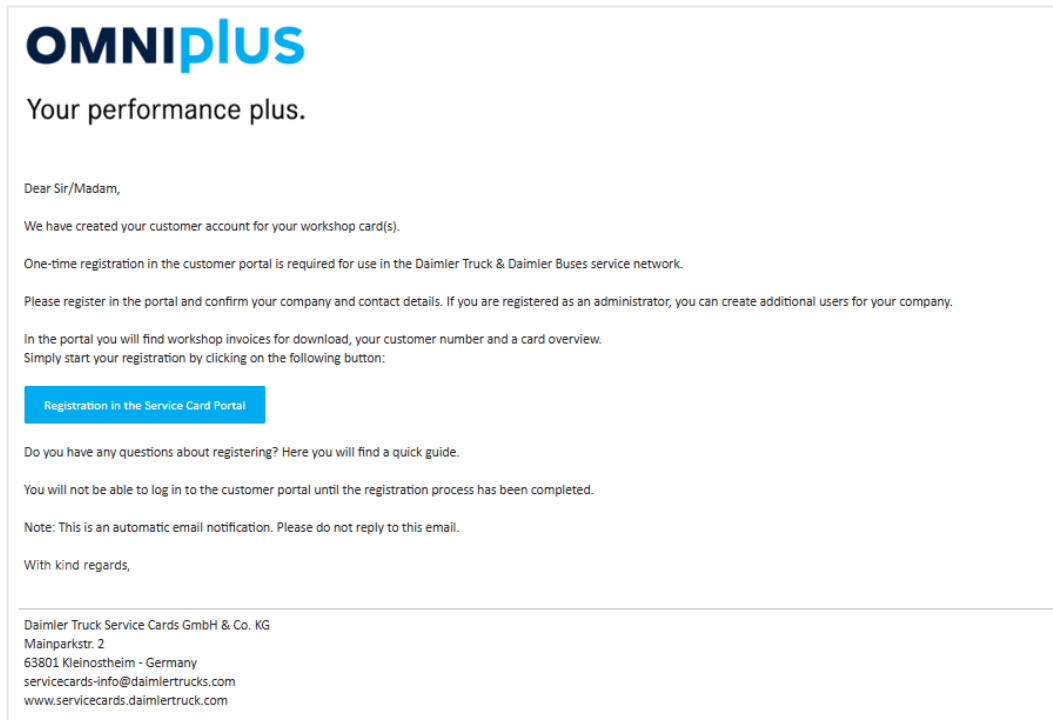 OMNIplus
Your performance plus.
Dear Sir/Madam,
We have created your customer account for your workshop card(s).
One-time registration in the customer portal is required for use in the Daimler Truck & Daimler Buses service network.
Please register in the portal and confirm your company and contact details. If you are registered as an administrator, you can create additional users for your company.
In the portal you will find workshop invoices for download, your customer number and a card overview.
Simply start your registration by clicking on the following button:
Registration in the Service Card Portal
Do you have any questions about registering? Here you will find a quick guide.
You will not be able to log in to the customer portal until the registration process has been completed.
Note: This is an automatic email notification. Please do not reply to this email.
With kind regards,
Daimler Truck Service Cards GmbH & Co. KG
Mainparkstr. 2
63801 Kleinostheim - Germany
servicecards-info@daimlertrucks.com
www.servicecards.daimlertruck.com